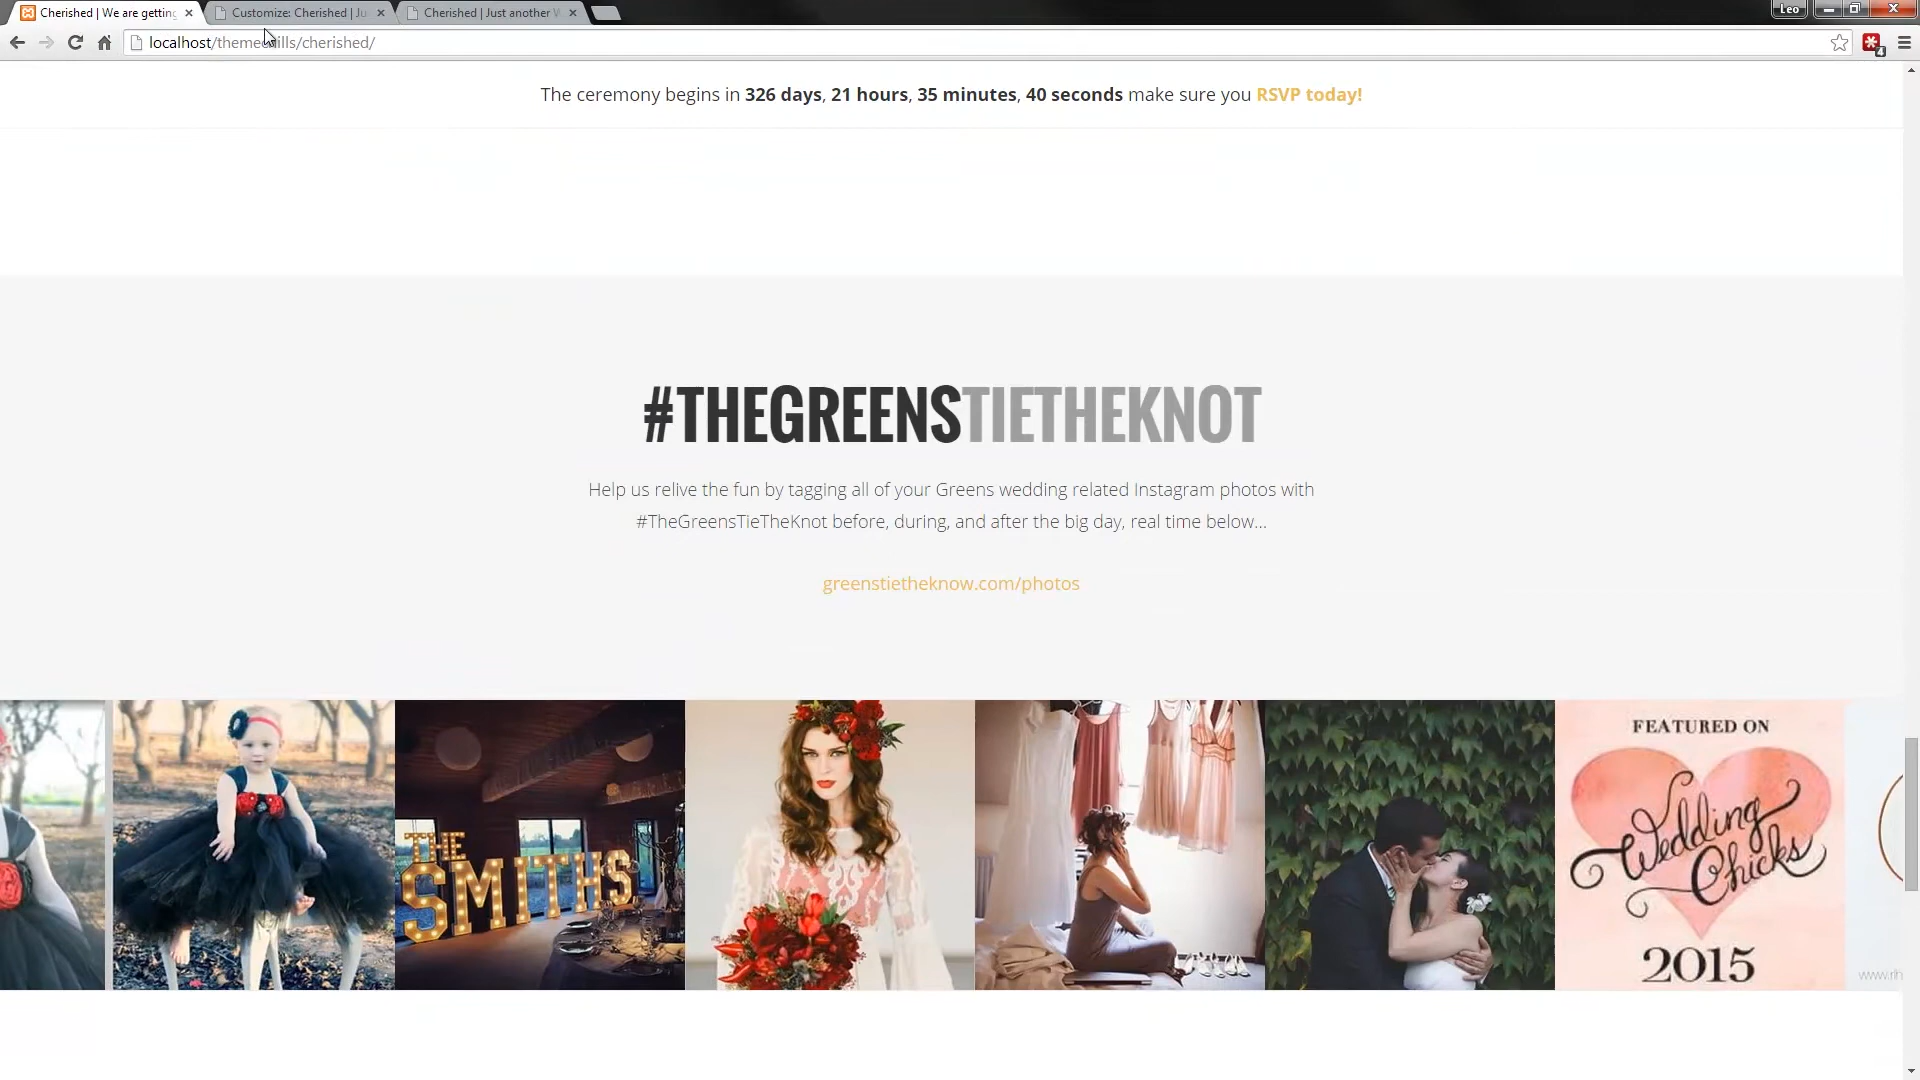 Cherished | We are getting
Customize: Cherished | Ju
Cherished | Just another W
Leo
localhost/themeskills/cherished/
4
The ceremony begins in 326 days, 21 hours, 35 minutes, 40 seconds make sure you RSVP today!
#THEGREENSTIETHEKNOT
Help us relive the fun by tagging all of your Greens wedding related Instagram photos with
#TheGreensTieTheKnot before, during, and after the big day, real time below...
greenstietheknow.com/photos
THE
SMITHS
FEATURED ON
Wedding
Chicks
2015
www.rh